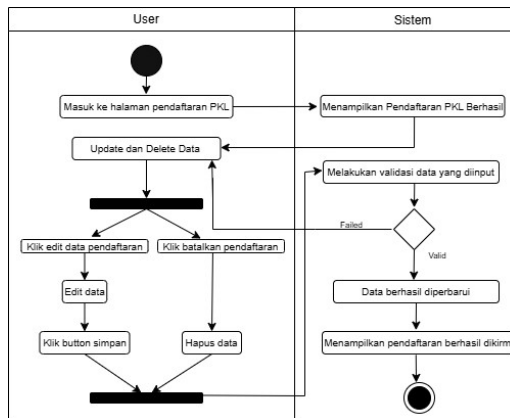 User
Sistem
Masuk ke halaman pendaftaran PKL
Menampilkan Pendaftaran PKL Berhasil
Update dan Delete Data
Melakukan validasi data yang diinput
Failed
Valid
Klik edit data pendaftaran
Klik batalkan pendaftaran
Edit data
Data berhasil diperbarui
Klik button simpan
Hapus data
Menampilkan pendaftaran berhasil dikirm